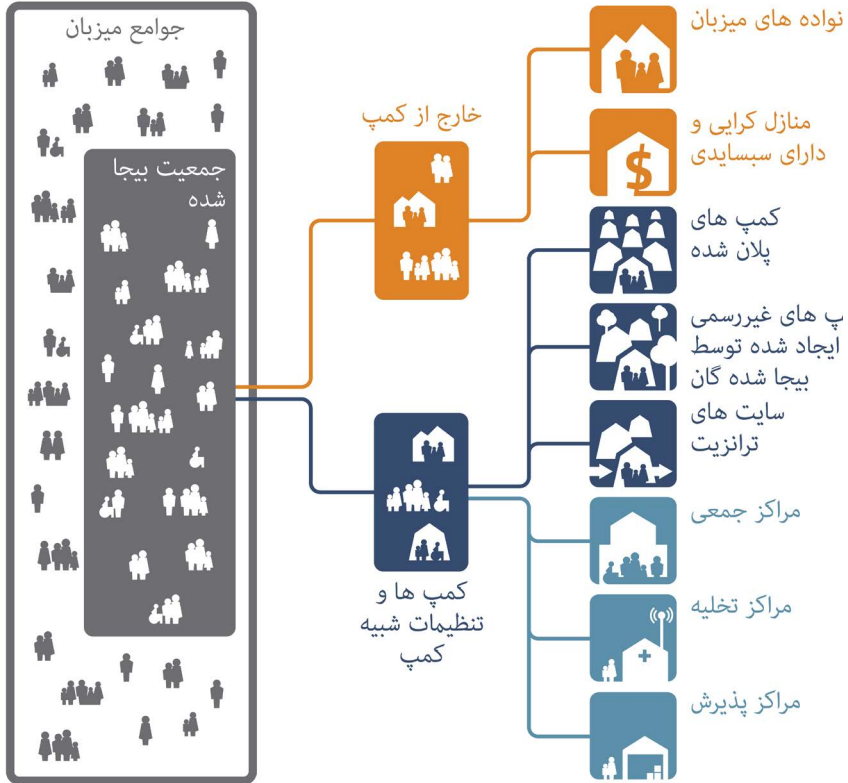 جوامع میزبان
جمعیت بیجا
شده
خارج از کمپ
کمپ ها و
تنظیمات شبیه
کمپ
نواده های میزبان
منازل کرایی و
دارای سبسایدی
$
کمپ های
پلان شده
پ های غیررسمی
ایجاد شده توسط
بیجا شده گان
سایت های
ترانزیت
مراکز جمعی
مراکز تخلیه
مراکز پذیرش